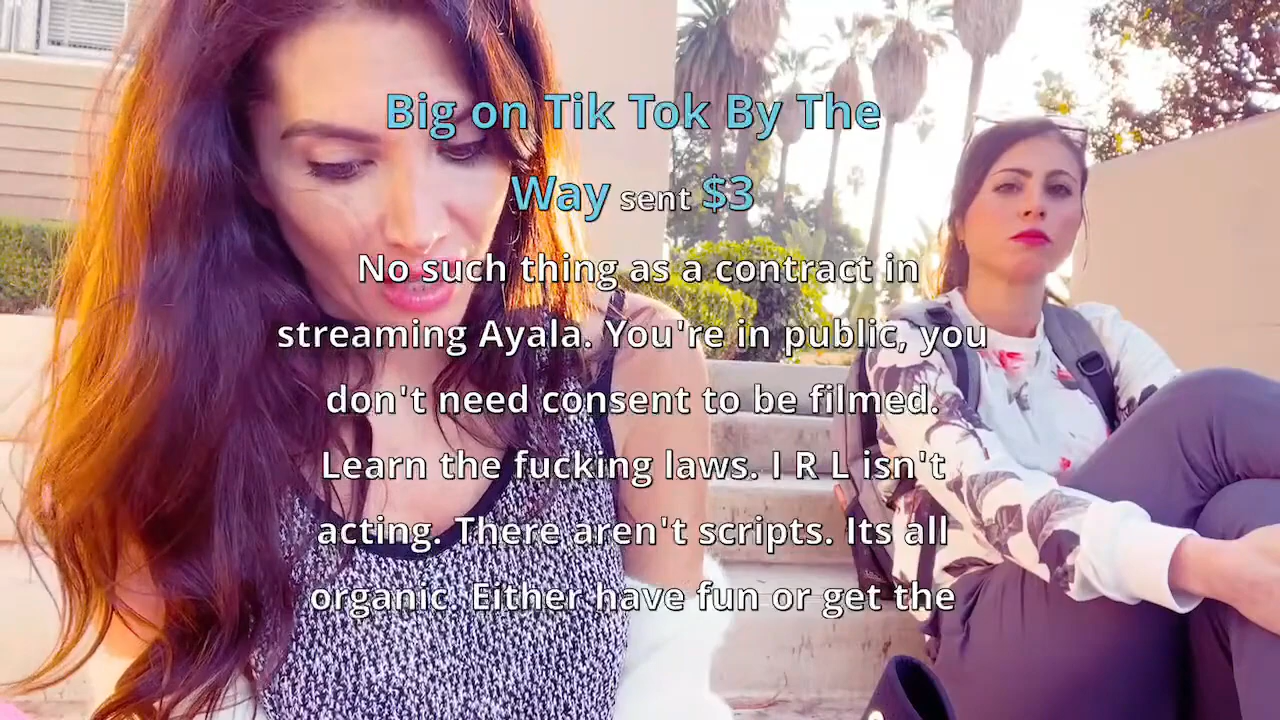 Big on Tik Tok By The
Way sent $3
No such thing as a contract in
streaming Ayala. You're in public, you
don't need consent to be filmed.
Learn the fucking laws. I R L isn't
acting. There aren't scripts. Its all
organic. Either have fun or get the